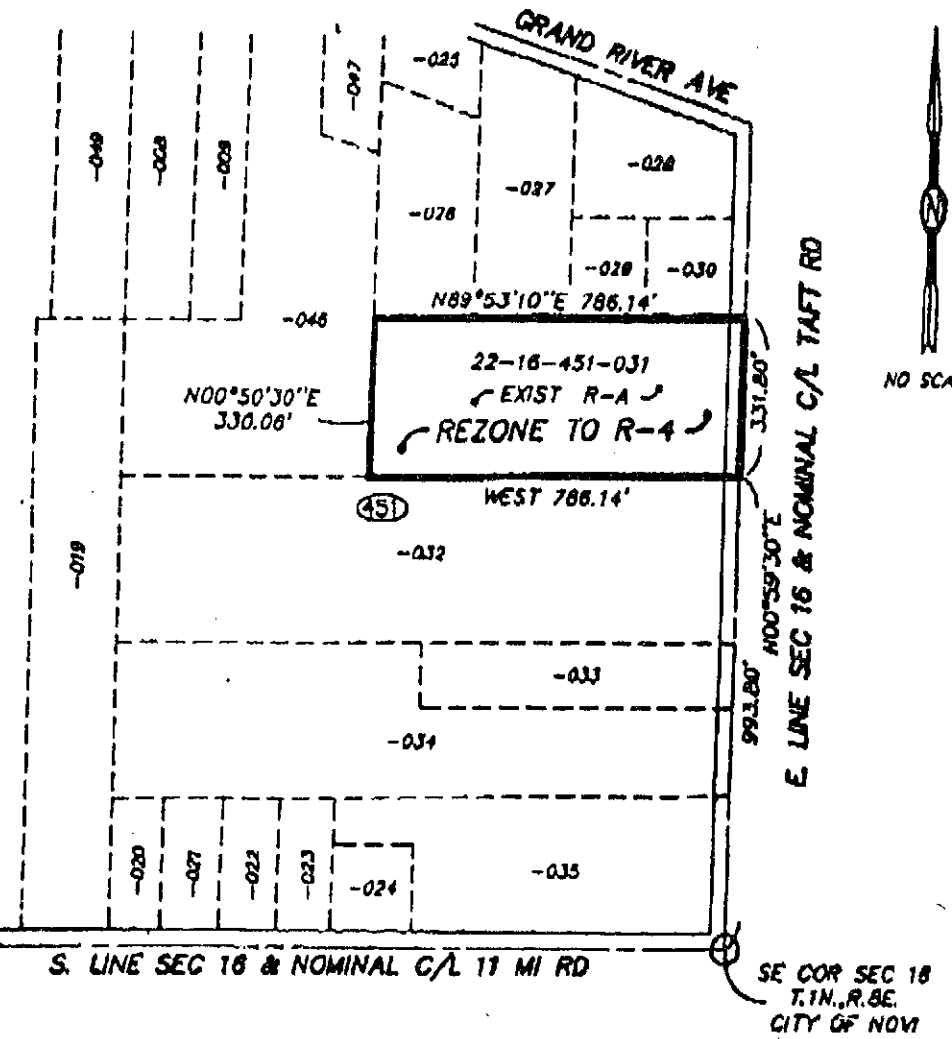 GRAND RIVER AVE
-025
-047
-049
-008
-009
-028
-027
-026
-029
-030
N89°53'10"E 786.14'
-046
22-16-451-031
EXIST R-A
REZONE TO R-4
N00°50'30"E
330.06'
331.80'
NO SCA
WEST 786.14'
451
-032
-019
N00°59'30"E
993.80'
E. LINE SEC 16 & NOMINAL C/L TAFT RD
-033
-034
-020
-021
-022
-023
-024
-035
S. LINE SEC 16 & NOMINAL C/L 11 MI RD
SE COR SEC 16
T.1N.,R.8E.
CITY OF NOVI
N